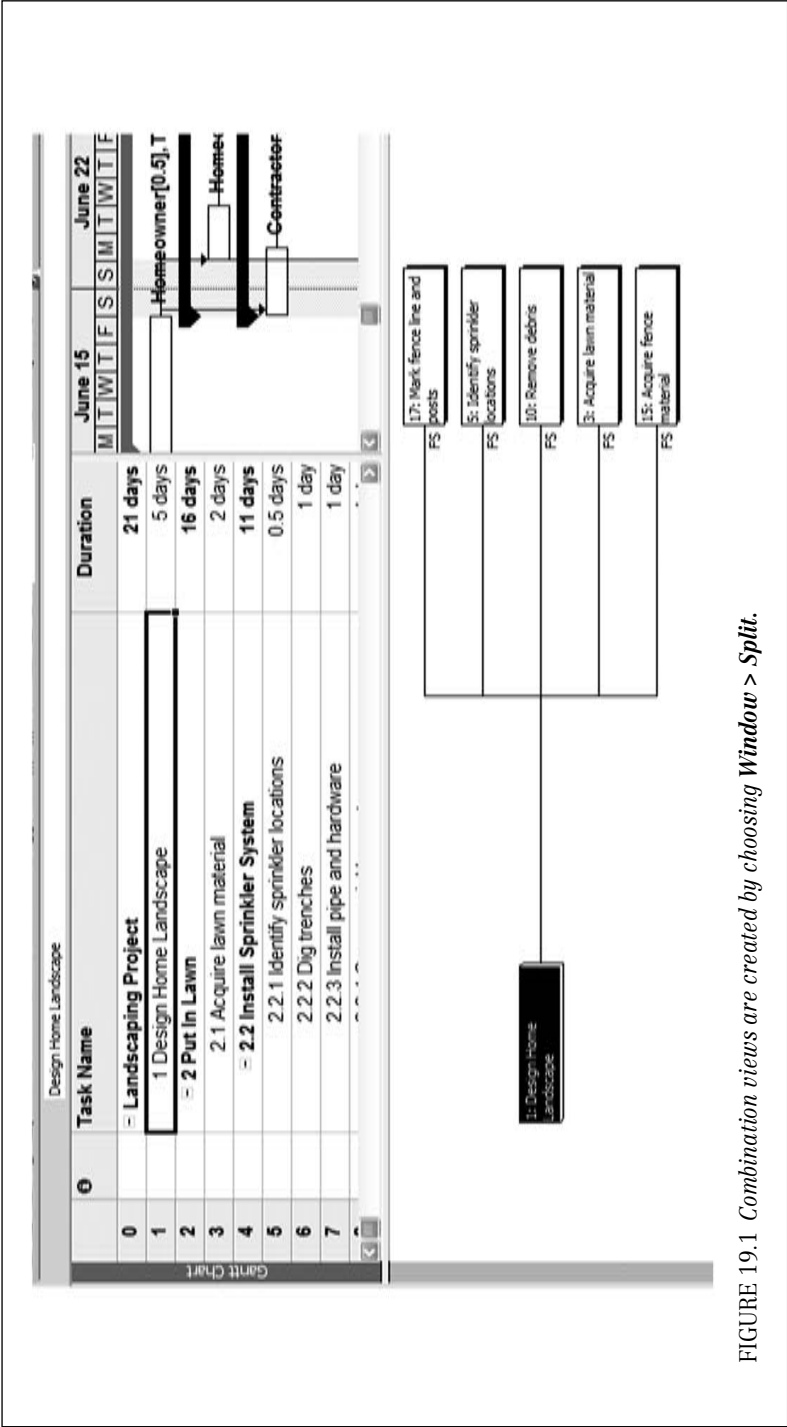 Design Home Landscape
Task Name Duration June 15 June 22
M T W T F S S M T W T F
0 - Landscaping Project 21 days
1 1 Design Home Landscape 5 days Homeowner[0.5],T
2 - 2 Put In Lawn 16 days
3 2.1 Acquire lawn material 2 days Homeo
4 - 2.2 Install Sprinkler System 11 days
5 2.2.1 Identify sprinkler locations 0.5 days Contractor
6 2.2.2 Dig trenches 1 day
7 2.2.3 Install pipe and hardware 1 day
Gantt Chart
1: Design Home
Landscape
17: Mark fence line and
posts
FS
5: Identify sprinkler
locations
FS
10: Remove debris
FS
3: Acquire lawn material
FS
15: Acquire fence
material
FS
FIGURE 19.1 Combination views are created by choosing Window > Split.